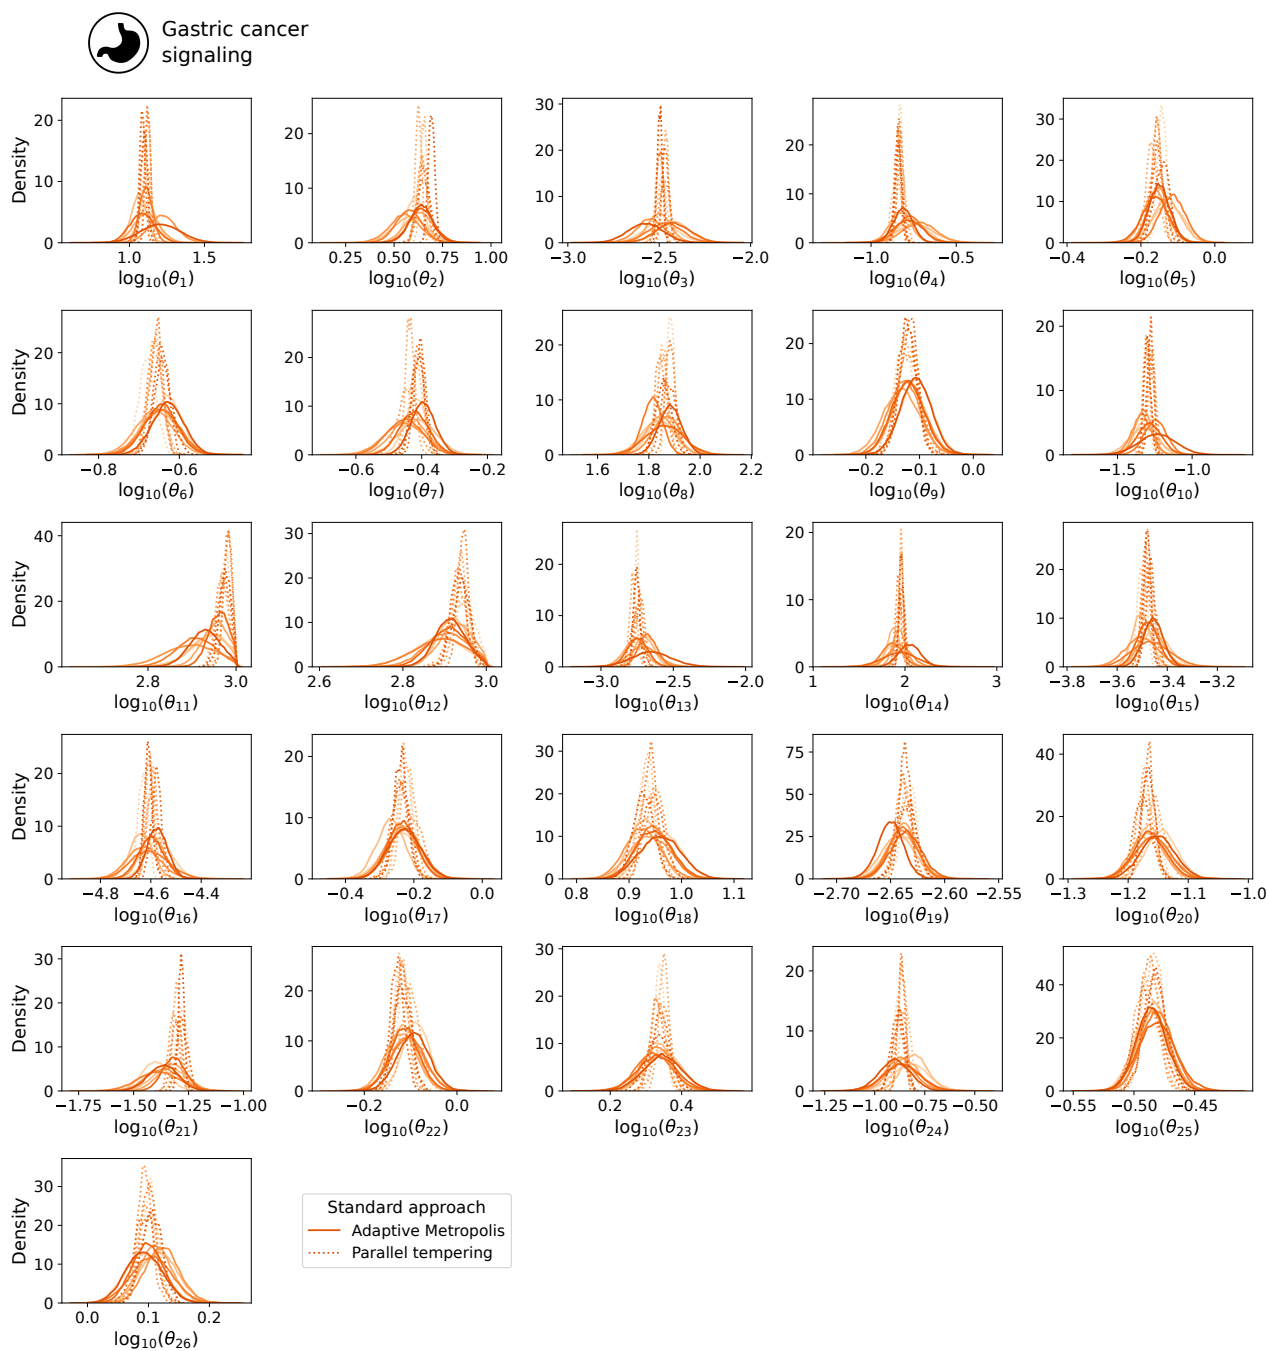 Gastric cancer
signaling
Density
0 10 20
1.0 1.5
log10(θ1)
0 10 20
0.25 0.50 0.75 1.00
log10(θ2)
0 10 20 30
−3.0 −2.5 −2.0
log10(θ3)
0 10 20
−1.0 −0.5
log10(θ4)
0 10 20 30
−0.4 −0.2 0.0
log10(θ5)
Density
0 10 20
−0.8 −0.6
log10(θ6)
0 10 20
−0.6 −0.4 −0.2
log10(θ7)
0 10 20
1.6 1.8 2.0 2.2
log10(θ8)
0 10 20
−0.2 −0.1 0.0
log10(θ9)
0 10 20
−1.5 −1.0
log10(θ10)
Density
0 20 40
2.8 3.0
log10(θ11)
0 10 20 30
2.6 2.8 3.0
log10(θ12)
0 10 20
−3.0 −2.5 −2.0
log10(θ13)
0 10 20
1 2 3
log10(θ14)
0 10 20
−3.8 −3.6 −3.4 −3.2
log10(θ15)
Density
0 10 20
−4.8 −4.6 −4.4
log10(θ16)
0 10 20
−0.4 −0.2 0.0
log10(θ17)
0 10 20 30
0.8 0.9 1.0 1.1
log10(θ18)
0 25 50 75
−2.70 −2.65 −2.60 −2.55
log10(θ19)
0 20 40
−1.3 −1.2 −1.1 −1.0
log10(θ20)
Density
0 10 20 30
−1.75 −1.50 −1.25 −1.00
log10(θ21)
0 10 20
−0.2 0.0
log10(θ22)
0 10 20 30
0.2 0.4
log10(θ23)
0 10 20
−1.25 −1.00 −0.75 −0.50
log10(θ24)
0 20 40
−0.55 −0.50 −0.45
log10(θ25)
Density
0 10 20 30
0.0 0.1 0.2
log10(θ26)
Standard approach
Adaptive Metropolis
Parallel tempering